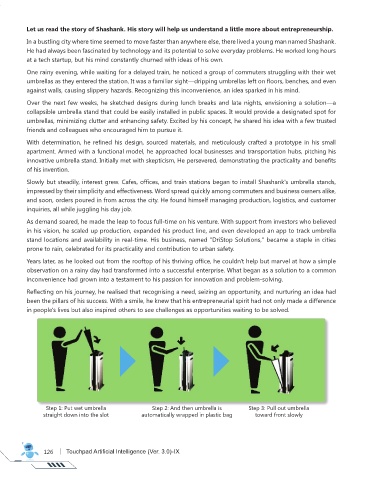 Let us read the story of Shashank. His story will help us understand a little more about entrepreneurship.
In a bustling city where time seemed to move faster than anywhere else, there lived a young man named Shashank.
He had always been fascinated by technology and its potential to solve everyday problems. He worked long hours
at a tech startup, but his mind constantly churned with ideas of his own.
One rainy evening, while waiting for a delayed train, he noticed a group of commuters struggling with their wet
umbrellas as they entered the station. It was a familiar sight—dripping umbrellas left on floors, benches, and even
against walls, causing slippery hazards. Recognizing this inconvenience, an idea sparked in his mind.
Over the next few weeks, he sketched designs during lunch breaks and late nights, envisioning a solution—a
collapsible umbrella stand that could be easily installed in public spaces. It would provide a designated spot for
umbrellas, minimizing clutter and enhancing safety. Excited by his concept, he shared his idea with a few trusted
friends and colleagues who encouraged him to pursue it.
With determination, he refined his design, sourced materials, and meticulously crafted a prototype in his small
apartment. Armed with a functional model, he approached local businesses and transportation hubs, pitching his
innovative umbrella stand. Initially met with skepticism, He persevered, demonstrating the practicality and benefits
of his invention.
Slowly but steadily, interest grew. Cafes, offices, and train stations began to install Shashank's umbrella stands,
impressed by their simplicity and effectiveness. Word spread quickly among commuters and business owners alike,
and soon, orders poured in from across the city. He found himself managing production, logistics, and customer
inquiries, all while juggling his day job.
As demand soared, he made the leap to focus full-time on his venture. With support from investors who believed
in his vision, he scaled up production, expanded his product line, and even developed an app to track umbrella
stand locations and availability in real-time. His business, named "DriStop Solutions," became a staple in cities
prone to rain, celebrated for its practicality and contribution to urban safety.
Years later, as he looked out from the rooftop of his thriving office, he couldn't help but marvel at how a simple
observation on a rainy day had transformed into a successful enterprise. What began as a solution to a common
inconvenience had grown into a testament to his passion for innovation and problem-solving.
Reflecting on his journey, he realised that recognising a need, seizing an opportunity, and nurturing an idea had
been the pillars of his success. With a smile, he knew that his entrepreneurial spirit had not only made a difference
in people's lives but also inspired others to see challenges as opportunities waiting to be solved.
Step 1: Put wet umbrella
straight down into the slot
Step 2: And then umbrella is
automatically wrapped in plastic bag
Step 3: Pull out umbrella
toward front slowly
126 | Touchpad Artificial Intelligence (Ver. 3.0)-IX